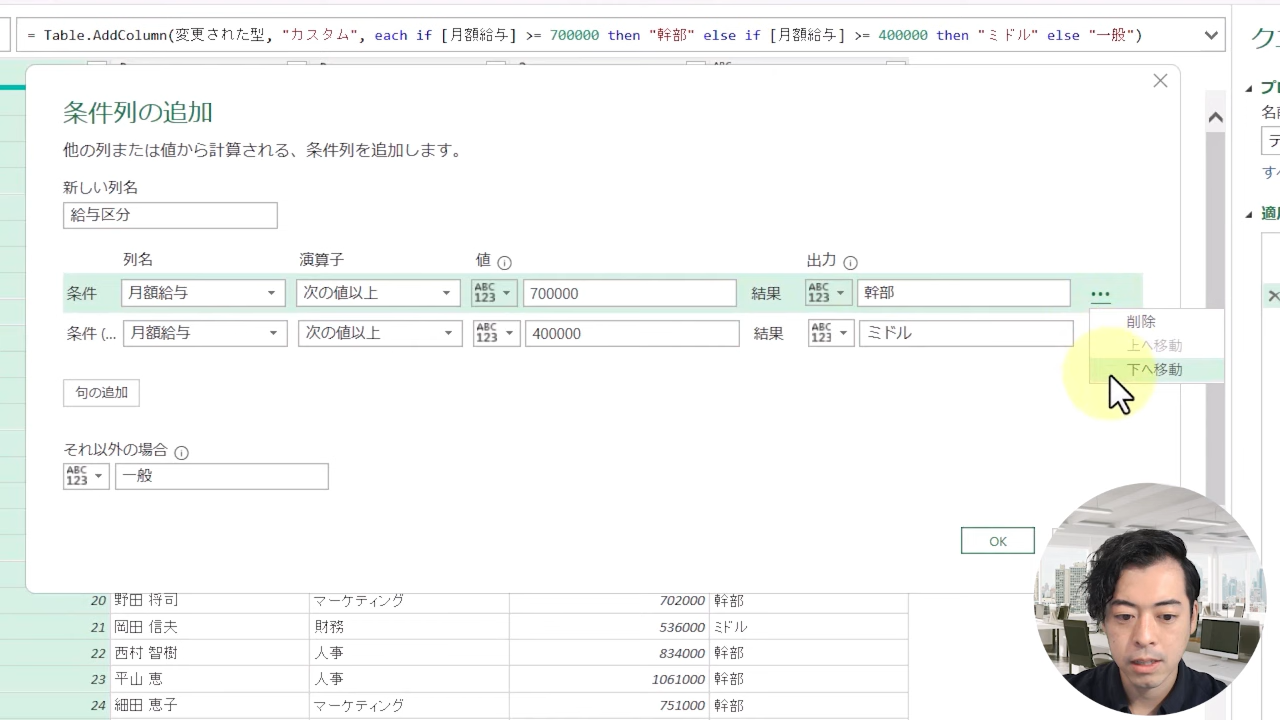 = Table.AddColumn(変更された型, "カスタム", each if [月額給与] >= 700000 then "幹部" else if [月額給与] >= 400000 then "ミドル" else "一般")
条件列の追加
他の列または値から計算される、条件列を追加します。
新しい列名
給与区分
列名 演算子 値 出力
条件 月額給与 次の値以上 ABC 123 700000 結果 ABC 123 幹部 ...
条件 (... 月額給与 次の値以上 ABC 123 400000 結果 ABC 123 ミドル
削除
上へ移動
下へ移動
句の追加
それ以外の場合
ABC 123 一般
OK
20 野田 将司 マーケティング 702000 幹部
21 岡田 信夫 財務 536000 ミドル
22 西村 智樹 人事 834000 幹部
23 平山 恵 人事 1061000 幹部
24 細田 恵子 マーケティング 751000 幹部